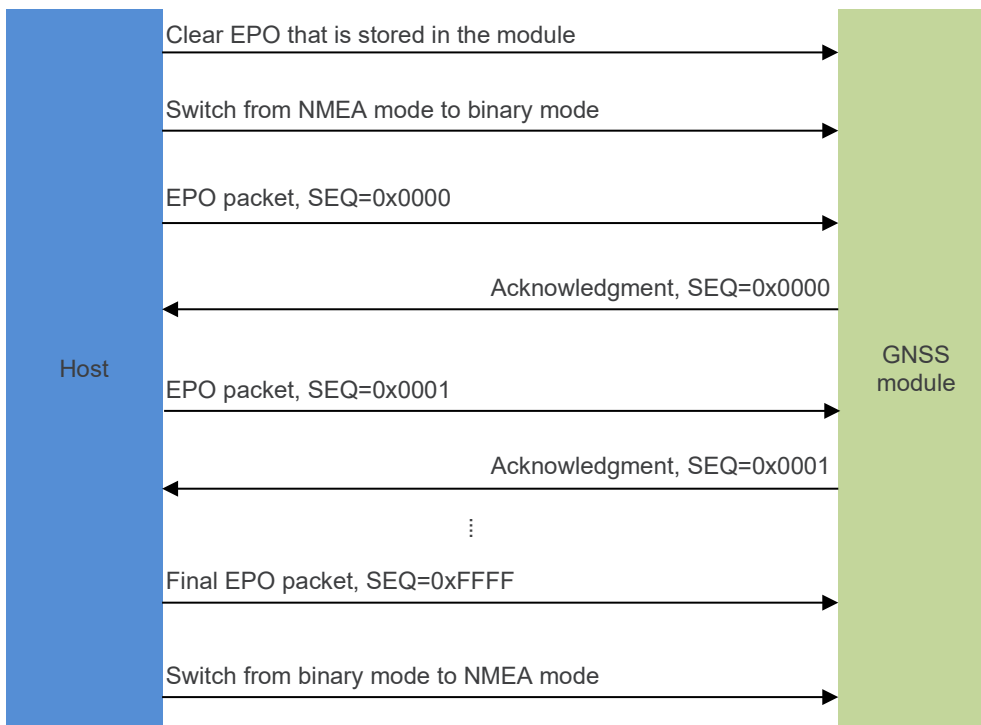 Clear EPO that is stored in the module
Switch from NMEA mode to binary mode
EPO packet, SEQ=0x0000
Acknowledgment, SEQ=0x0000
Host
GNSS
module
EPO packet, SEQ=0x0001
Acknowledgment, SEQ=0x0001
Final EPO packet, SEQ=0xFFFF
Switch from binary mode to NMEA mode